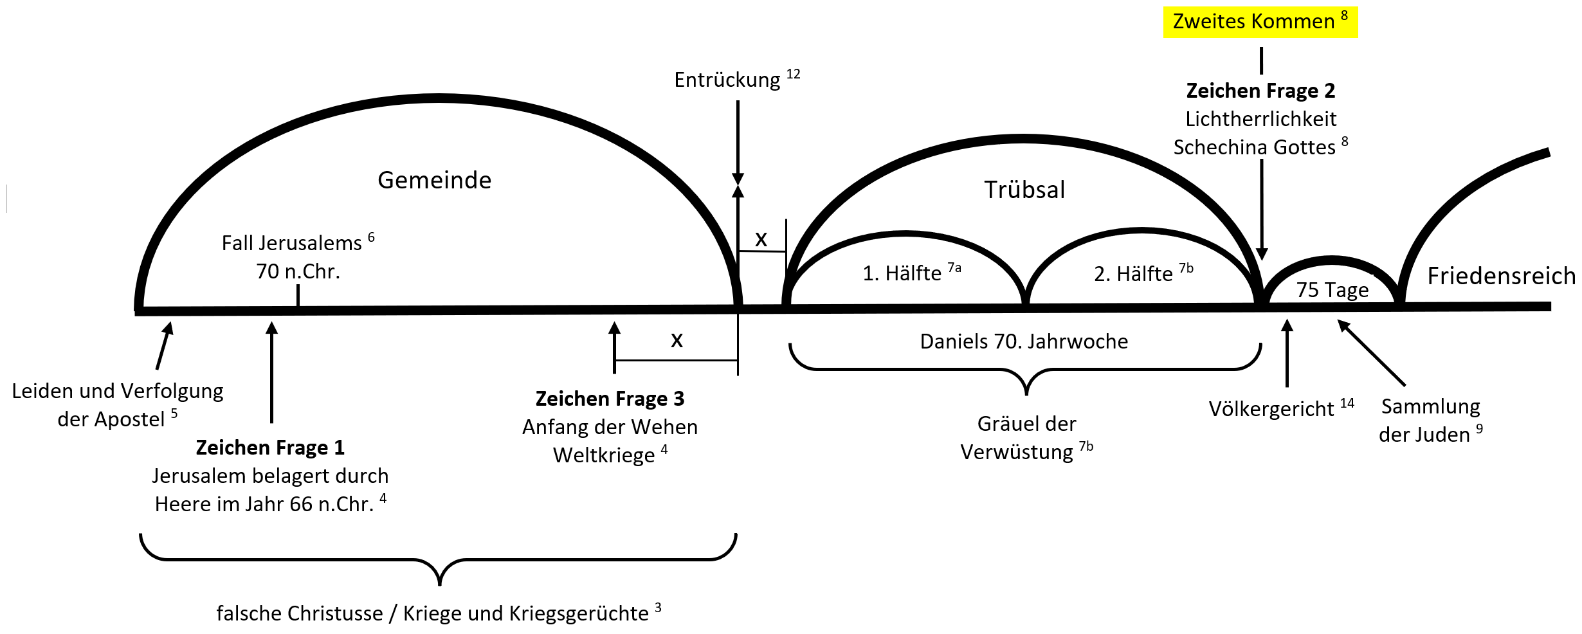 Zweites Kommen 8
Entrückung 12
Zeichen Frage 2
Lichtherrlichkeit
Schechina Gottes 8
Gemeinde
Trübsal
Fall Jerusalems 6
70 n.Chr.
x
1. Hälfte 7a
2. Hälfte 7b
75 Tage
Friedensreich
x
Daniels 70. Jahrwoche
Leiden und Verfolgung
der Apostel 5
Zeichen Frage 1
Jerusalem belagert durch
Heere im Jahr 66 n.Chr. 4
Zeichen Frage 3
Anfang der Wehen
Weltkriege 4
Gräuel der
Verwüstung 7b
Völkergericht 14
Sammlung
der Juden 9
falsche Christusse / Kriege und Kriegsgerüchte 3